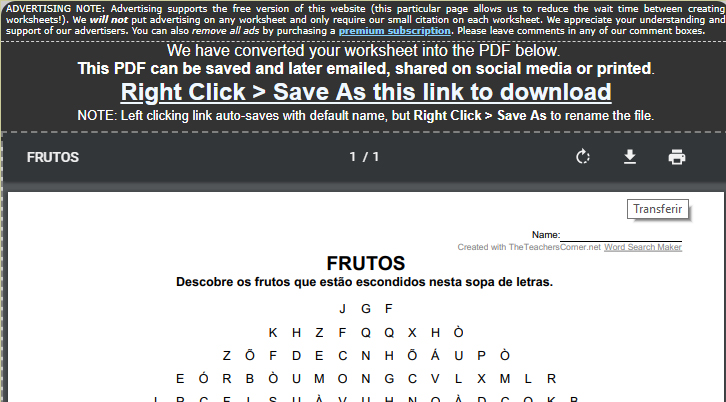 ADVERTISING NOTE: Advertising supports the free version of this website (this particular page allows us to reduce the wait time between creating
worksheets!). We will not put advertising on any worksheet and only require our small citation on each worksheet. We appreciate your understanding and
support of our advertisers. You can also remove all ads by purchasing a premium subscription. Please leave comments in any of our comment boxes.
We have converted your worksheet into the PDF below.
This PDF can be saved and later emailed, shared on social media or printed.
Right Click > Save As this link to download
NOTE: Left clicking link auto-saves with default name, but Right Click > Save As to rename the file.
FRUTOS 1 / 1
Transferir
Name:
Created with TheTeachersCorner.net Word Search Maker
FRUTOS
Descobre os frutos que estão escondidos nesta sopa de letras.
J G F
K H Z F Q Q X H Ò
Z Õ F D E C N H Õ Á U P Ò
E Ó R B Ò U M O N G C V L X M L R